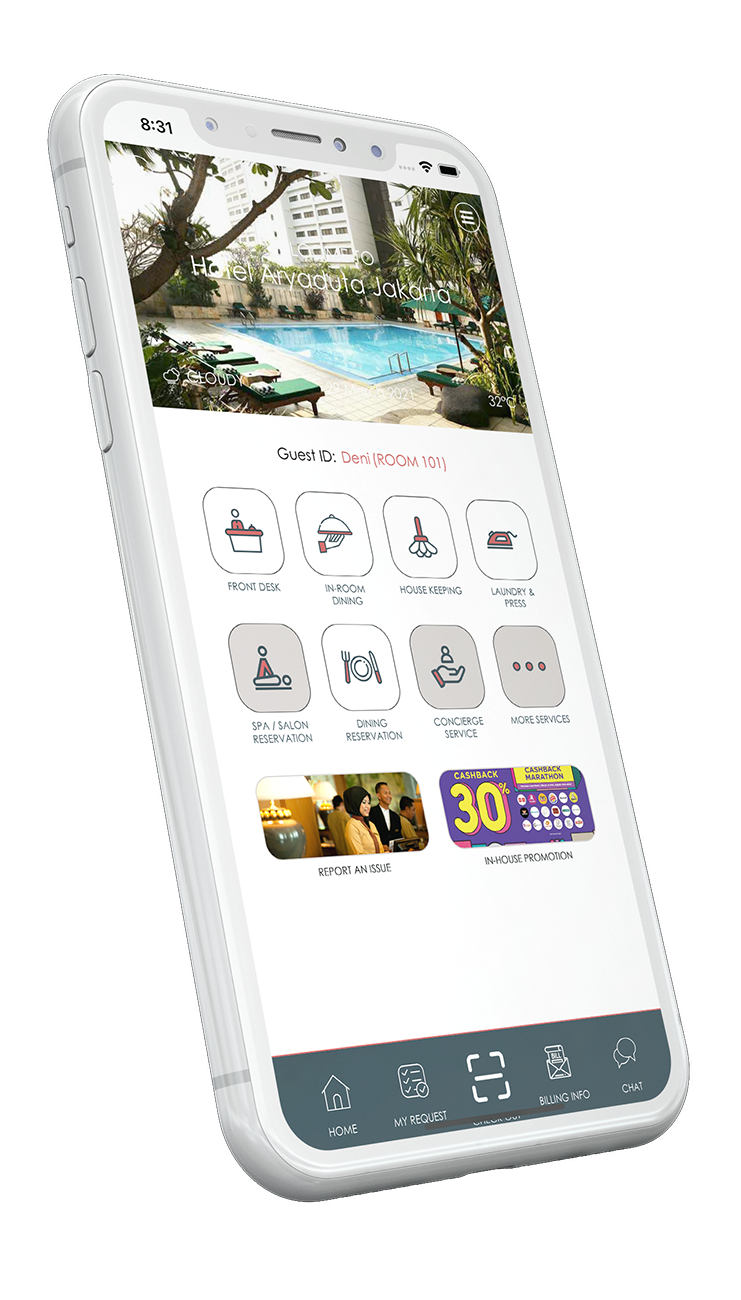 8:31
Hotel Aryaduta Jakarta
CLOUDY
2021
32°C
Guest ID: Deni (ROOM 101)
FRONT DESK
IN-ROOM
DINING
HOUSE KEEPING
LAUNDRY &
PRESS
SPA / SALON
RESERVATION
DINING
RESERVATION
CONCIERGE
SERVICE
MORE SERVICES
CASHBACK
30%
CASHBACK
MARATHON
REPORT AN ISSUE
IN-HOUSE PROMOTION
BILL
HOME
MY REQUEST
CHECK OUT
BILLING INFO
CHAT